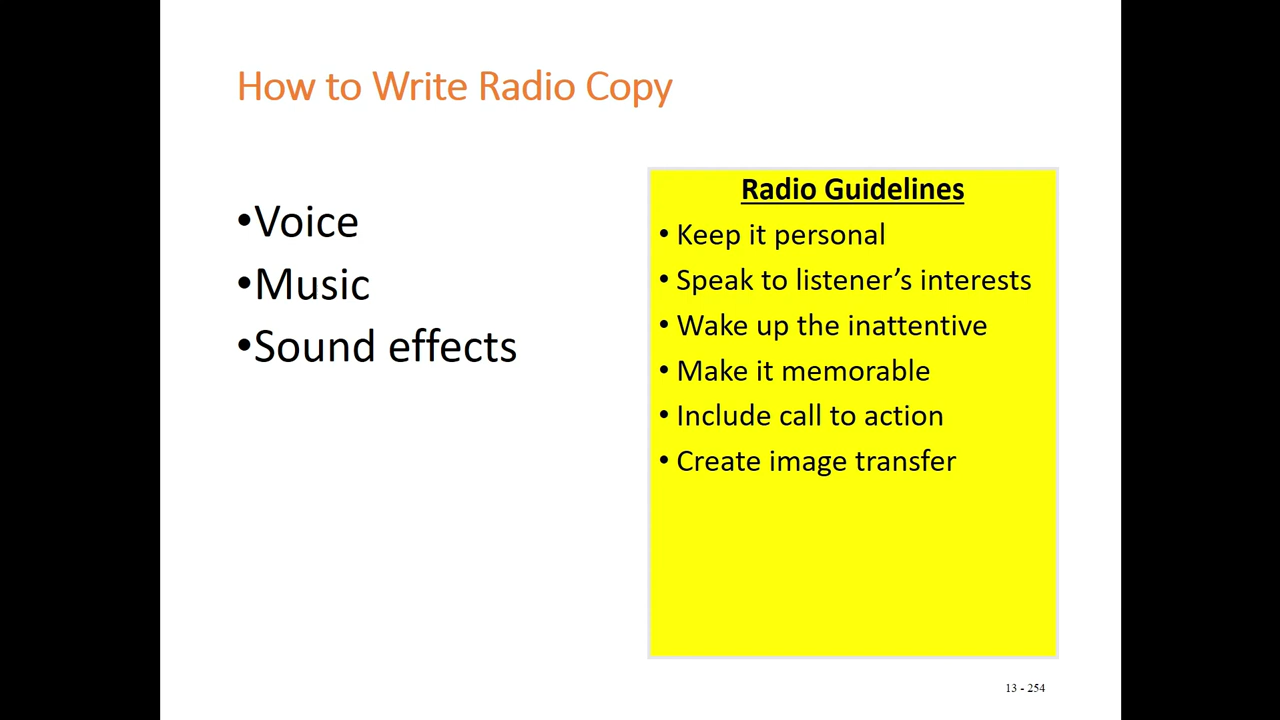 How to Write Radio Copy
•Voice
•Music
•Sound effects
Radio Guidelines
• Keep it personal
• Speak to listener’s interests
• Wake up the inattentive
• Make it memorable
• Include call to action
• Create image transfer
13 - 254